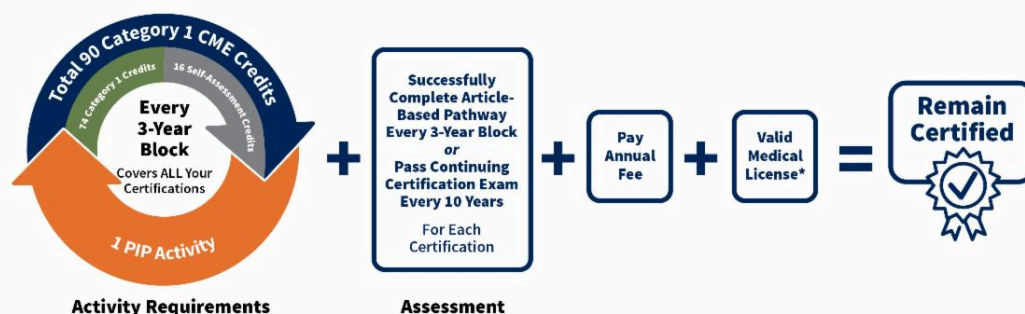 Total 90 Category 1 CME Credits
74 Category 1 Credits
16 Self-Assessment Credits
Every
3-Year
Block
Covers ALL Your
Certifications
1 PIP Activity
Activity Requirements
+
Successfully
Complete Article-
Based Pathway
Every 3-Year Block
or
Pass Continuing
Certification Exam
Every 10 Years
For Each
Certification
Assessment
+
Pay
Annual
Fee
+
Valid
Medical
License*
=
Remain
Certified